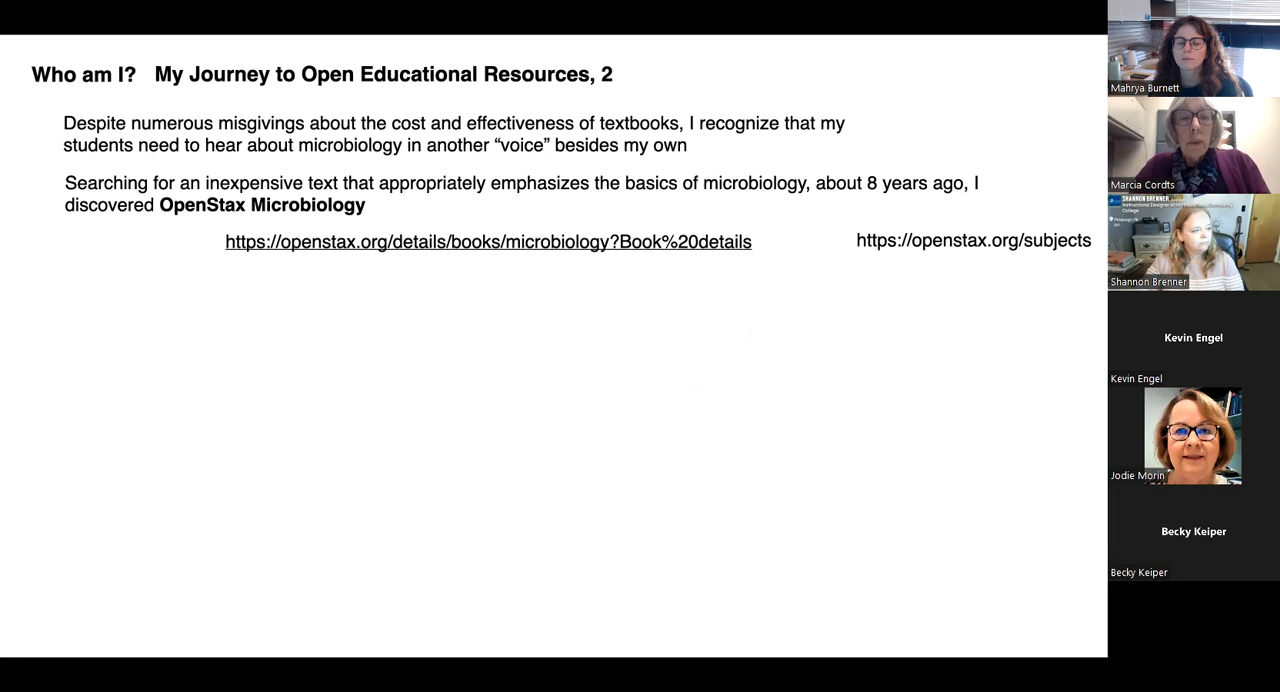 Who am I? My Journey to Open Educational Resources, 2
Despite numerous misgivings about the cost and effectiveness of textbooks, I recognize that my
students need to hear about microbiology in another “voice” besides my own
Searching for an inexpensive text that appropriately emphasizes the basics of microbiology, about 8 years ago, I
discovered OpenStax Microbiology
https://openstax.org/details/books/microbiology?Book%20details
https://openstax.org/subjects
Mahrya Burnett
Marcia Cordts
SHANNON BRENNER
College
Shannon Brenner
Kevin Engel
Kevin Engel
Jodie Morin
Becky Keiper
Becky Keiper